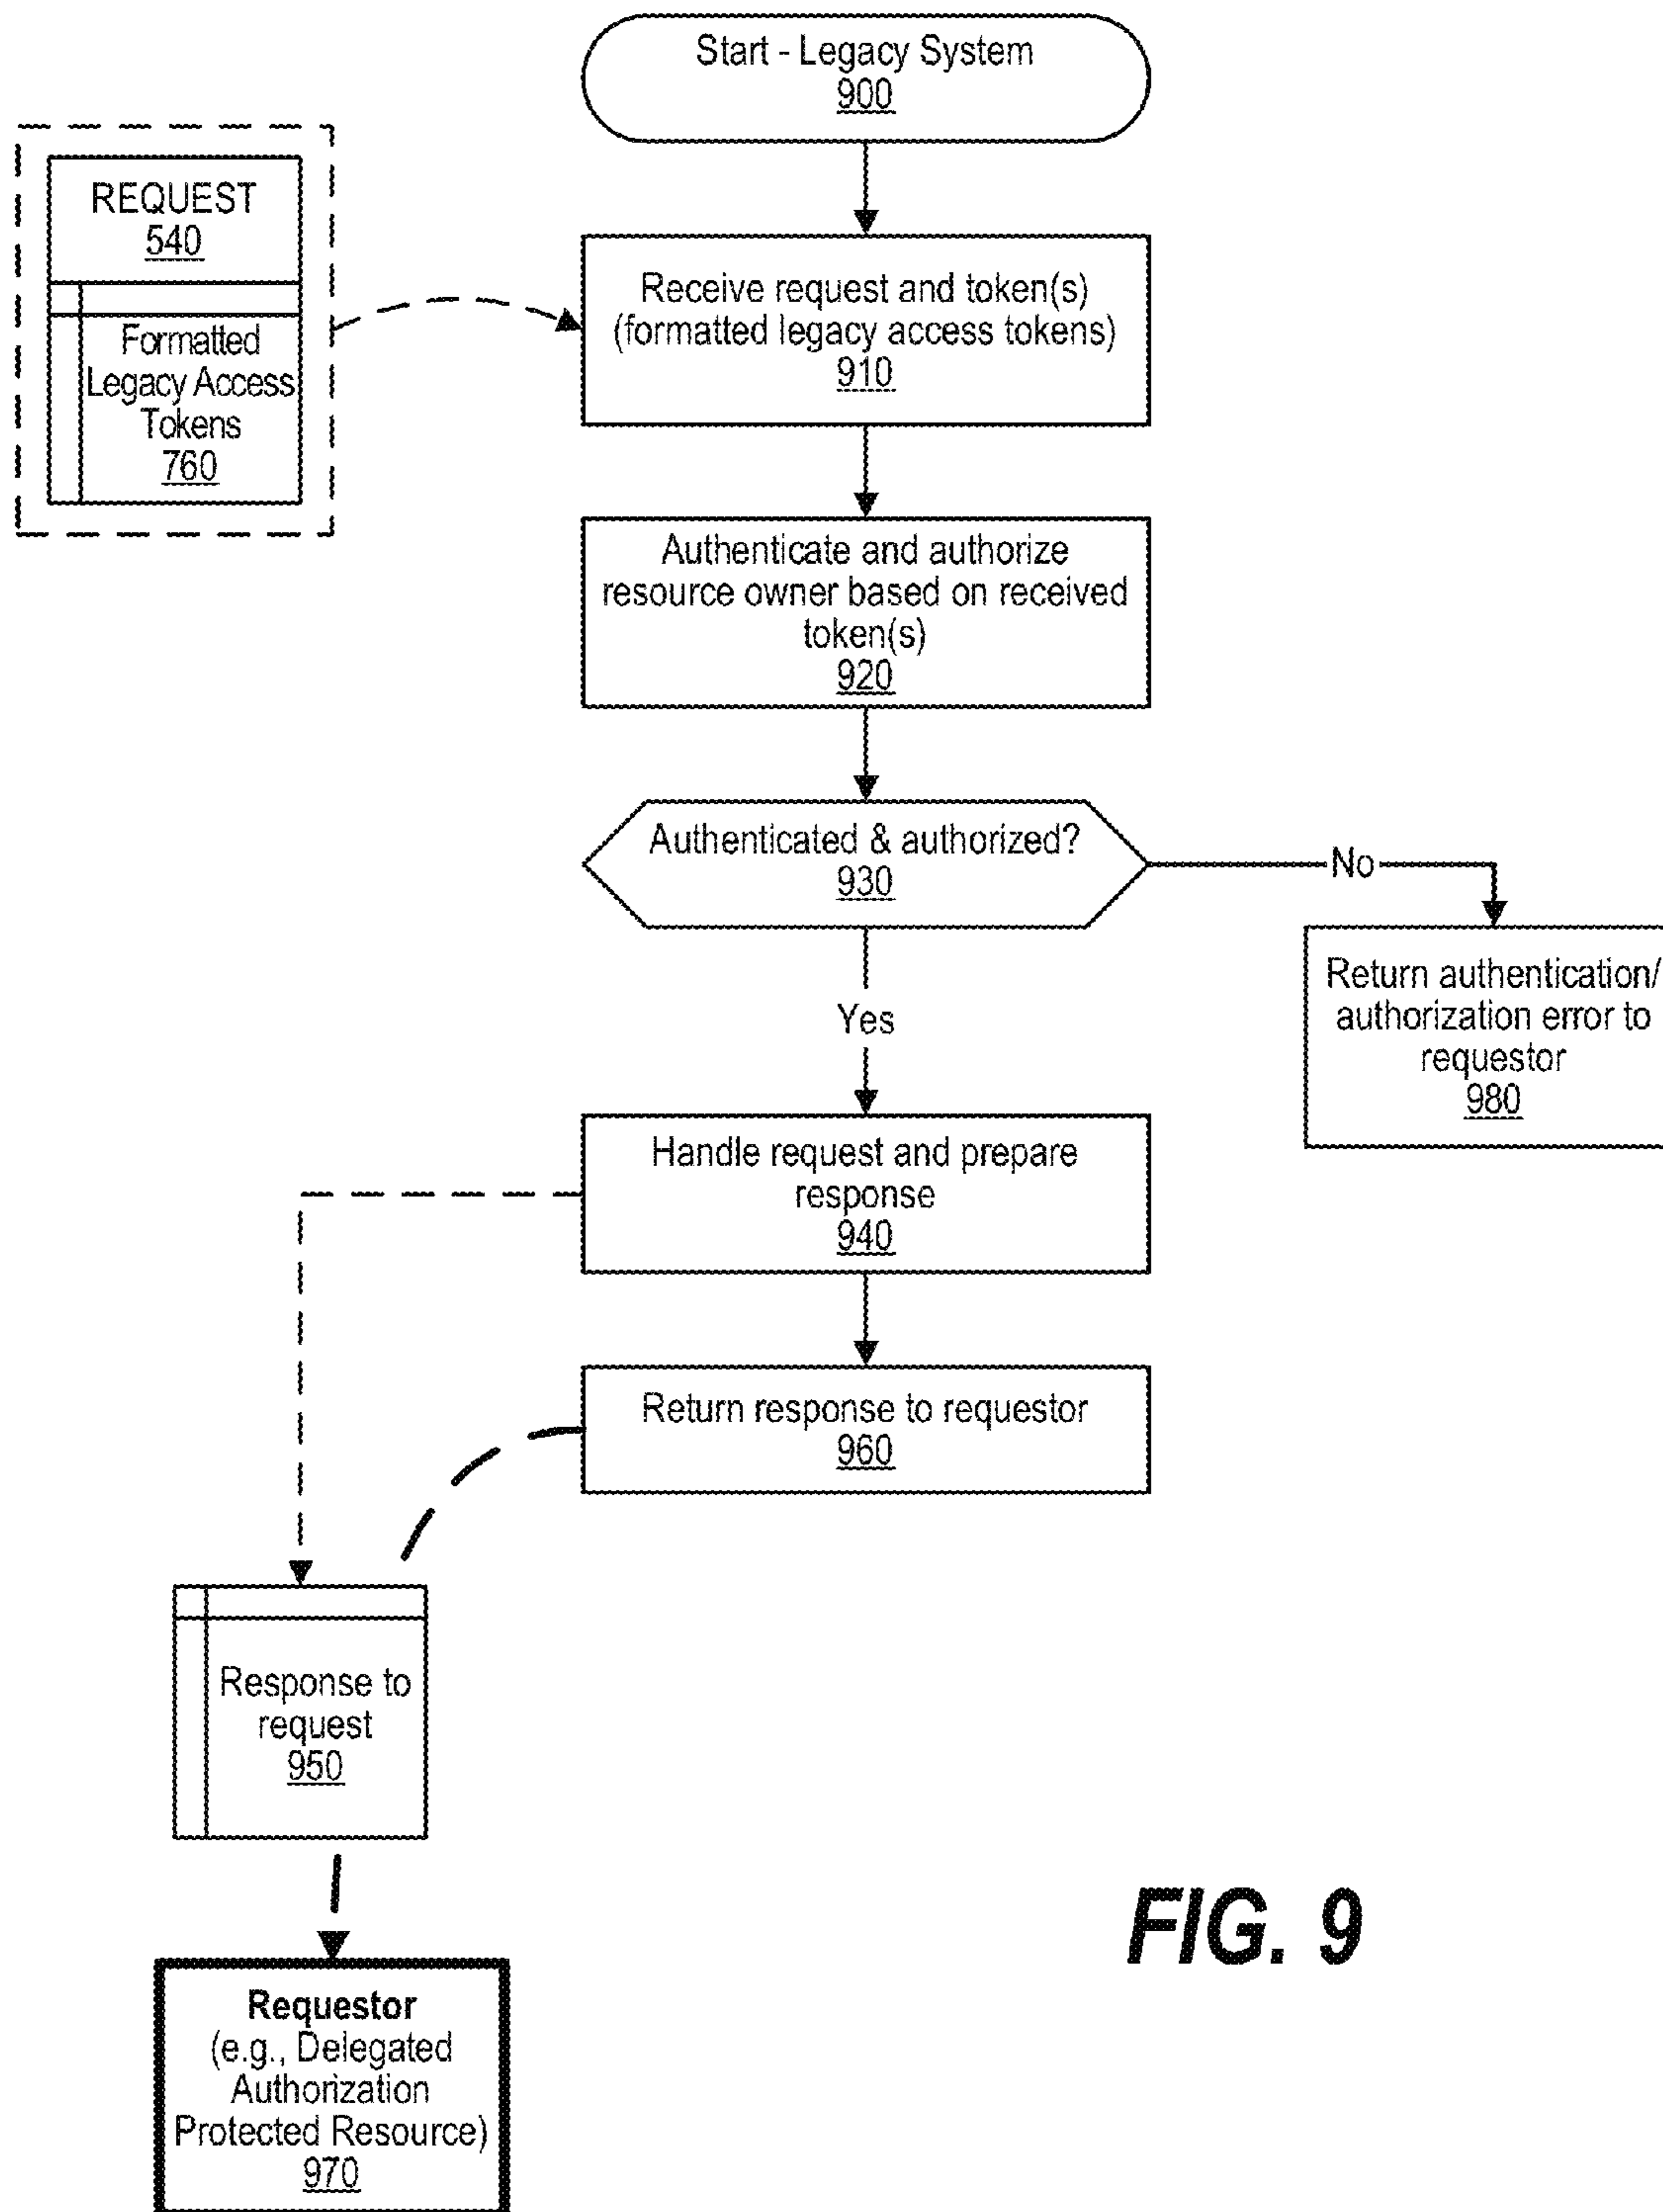 Start - Legacy System
900
REQUEST
540
Formatted
Legacy Access
Tokens
760
Receive request and token(s)
(formatted legacy access tokens)
910
Authenticate and authorize
resource owner based on received
token(s)
920
Authenticated & authorized?
930
No
Return authentication/
authorization error to
requestor
980
Yes
Handle request and prepare
response
940
Return response to requestor
960
Response to
request
950
Requestor
(e.g., Delegated
Authorization
Protected Resource)
970
FIG. 9